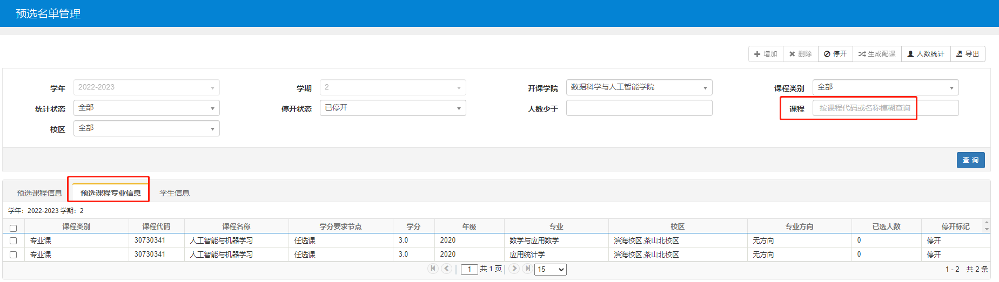 预选名单管理
增加 删除 停开 生成配课 人数统计 导出
学年 2022-2023 学期 2 开课学院 数据科学与人工智能学院 课程类别 全部
统计状态 全部 停开状态 已停开 人数少于 课程 按课程代码或名称模糊查询
校区 全部
查 询
预选课程信息 预选课程专业信息 学生信息
学年：2022-2023 学期：2
课程类别 课程代码 课程名称 学分要求节点 学分 年级 专业 校区 专业方向 已选人数 停开标记
专业课 30730341 人工智能与机器学习 任选课 3.0 2020 数学与应用数学 滨海校区,茶山北校区 无方向 0 停开
专业课 30730341 人工智能与机器学习 任选课 3.0 2020 应用统计学 滨海校区,茶山北校区 无方向 0 停开
1 共 1 页 15 1 - 2 共 2 条